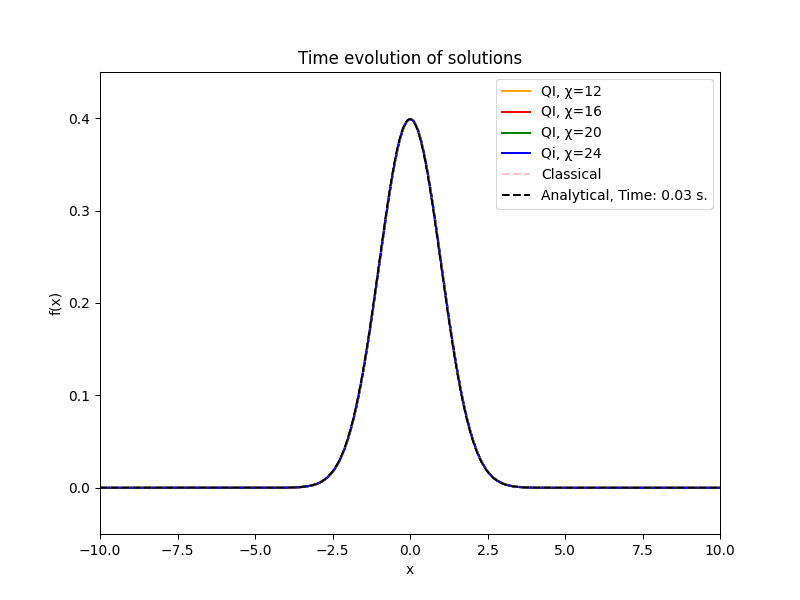 Time evolution of solutions
QI, χ=12
QI, χ=16
QI, χ=20
Qi, χ=24
Classical
Analytical, Time: 0.03 s.
0.4
0.3
0.2
0.1
0.0
f(x)
−10.0 −7.5 −5.0 −2.5 0.0 2.5 5.0 7.5 10.0
x